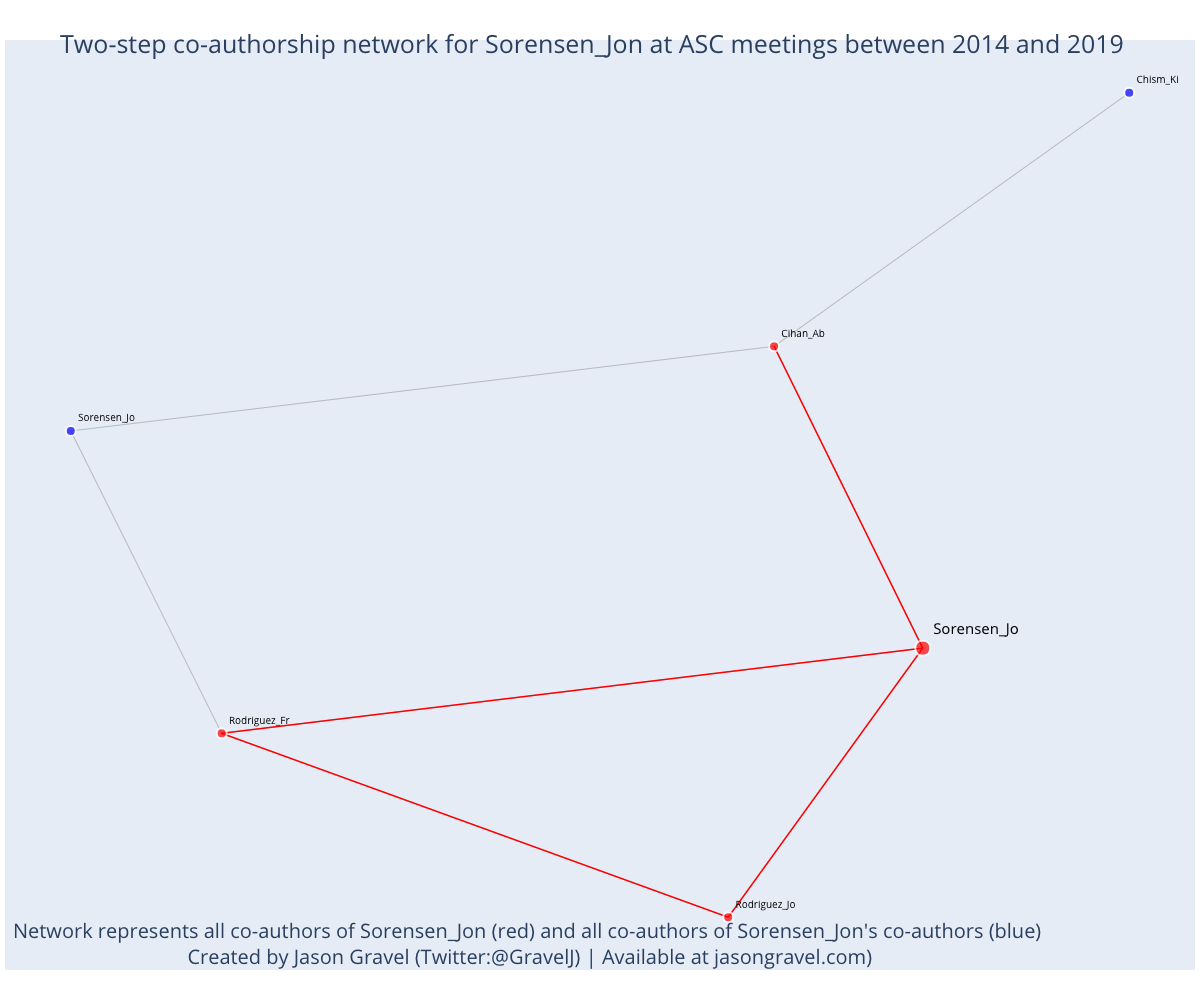 Two-step co-authorship network for Sorensen_Jon at ASC meetings between 2014 and 2019
Chism_Ki
Cihan_Ab
Sorensen_Jo
Sorensen_Jo
Rodriguez_Fr
Rodriguez_Jo
Network represents all co-authors of Sorensen_Jon (red) and all co-authors of Sorensen_Jon's co-authors (blue)
Created by Jason Gravel (Twitter:@GravelJ) | Available at jasongravel.com)